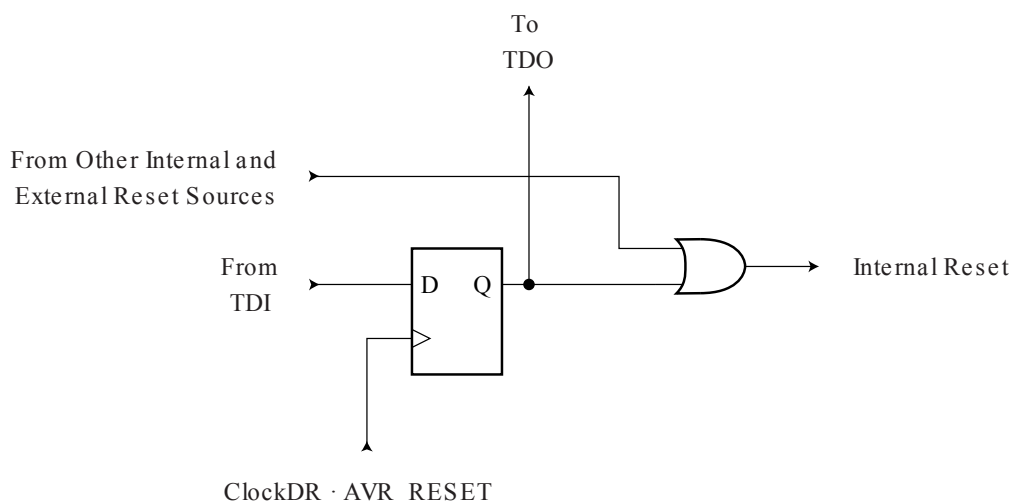 To
TDO
From Other Internal and
External Reset Sources
From
TDI
D Q
Internal Reset
ClockDR · AVR_RESET